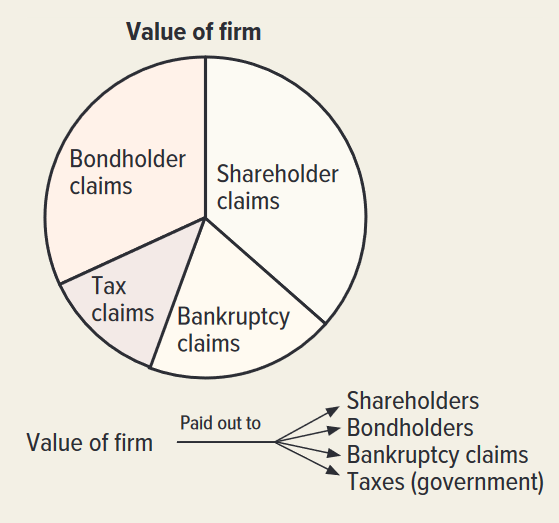 Value of firm
Bondholder
claims
Shareholder
claims
Tax
claims
Bankruptcy
claims
Value of firm
Paid out to
Shareholders
Bondholders
Bankruptcy claims
Taxes (government)